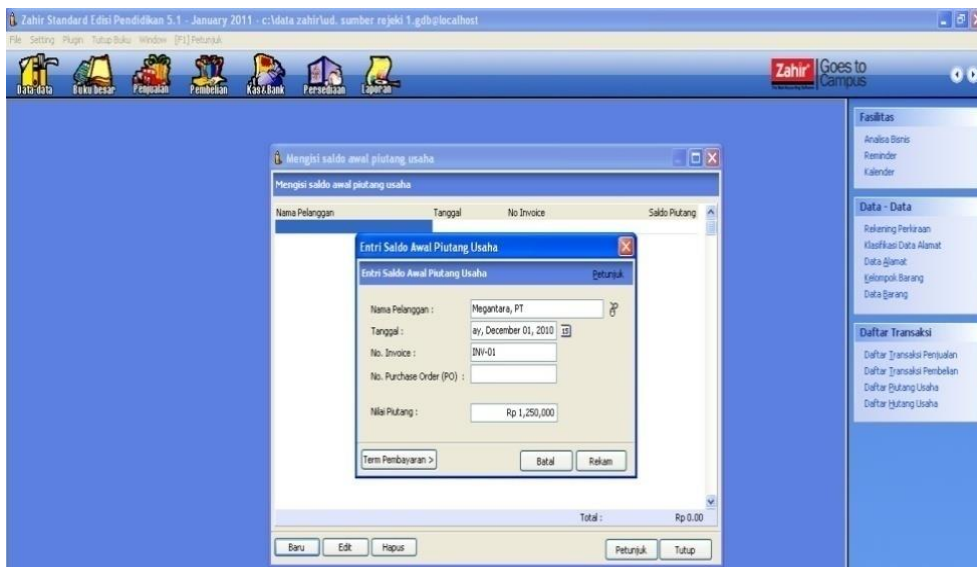 Zahir Standard Edisi Pendidikan 5.1 - January 2011 - c:\data zahir\ud. sumber rejeki 1.gdb@localhost
File Setting Plugin Tutup Buku Window [F1] Petunjuk
Data-data Buku besar Penjualan Pembelian Kas & Bank Persediaan Laporan
Zahir Goes to Campus
Fasilitas
Analisa Bisnis
Reminder
Kalender
Data - Data
Rekening Perkiraan
Klasifikasi Data Alamat
Data Alamat
Kelompok Barang
Data Barang
Daftar Transaksi
Daftar Transaksi Penjualan
Daftar Transaksi Pembelian
Daftar Piutang Usaha
Daftar Hutang Usaha
Mengisi saldo awal piutang usaha
Mengisi saldo awal piutang usaha
Nama Pelanggan Tanggal No Invoice Saldo Piutang
Entri Saldo Awal Piutang Usaha
Entri Saldo Awal Piutang Usaha Petunjuk
Nama Pelanggan : Megantara, PT
Tanggal : ay, December 01, 2010 15
No. Invoice : INV-01
No. Purchase Order (PO) :
Nilai Piutang : Rp 1,250,000
Term Pembayaran > Batal Rekam
Total : Rp 0.00
Baru Edit Hapus Petunjuk Tutup